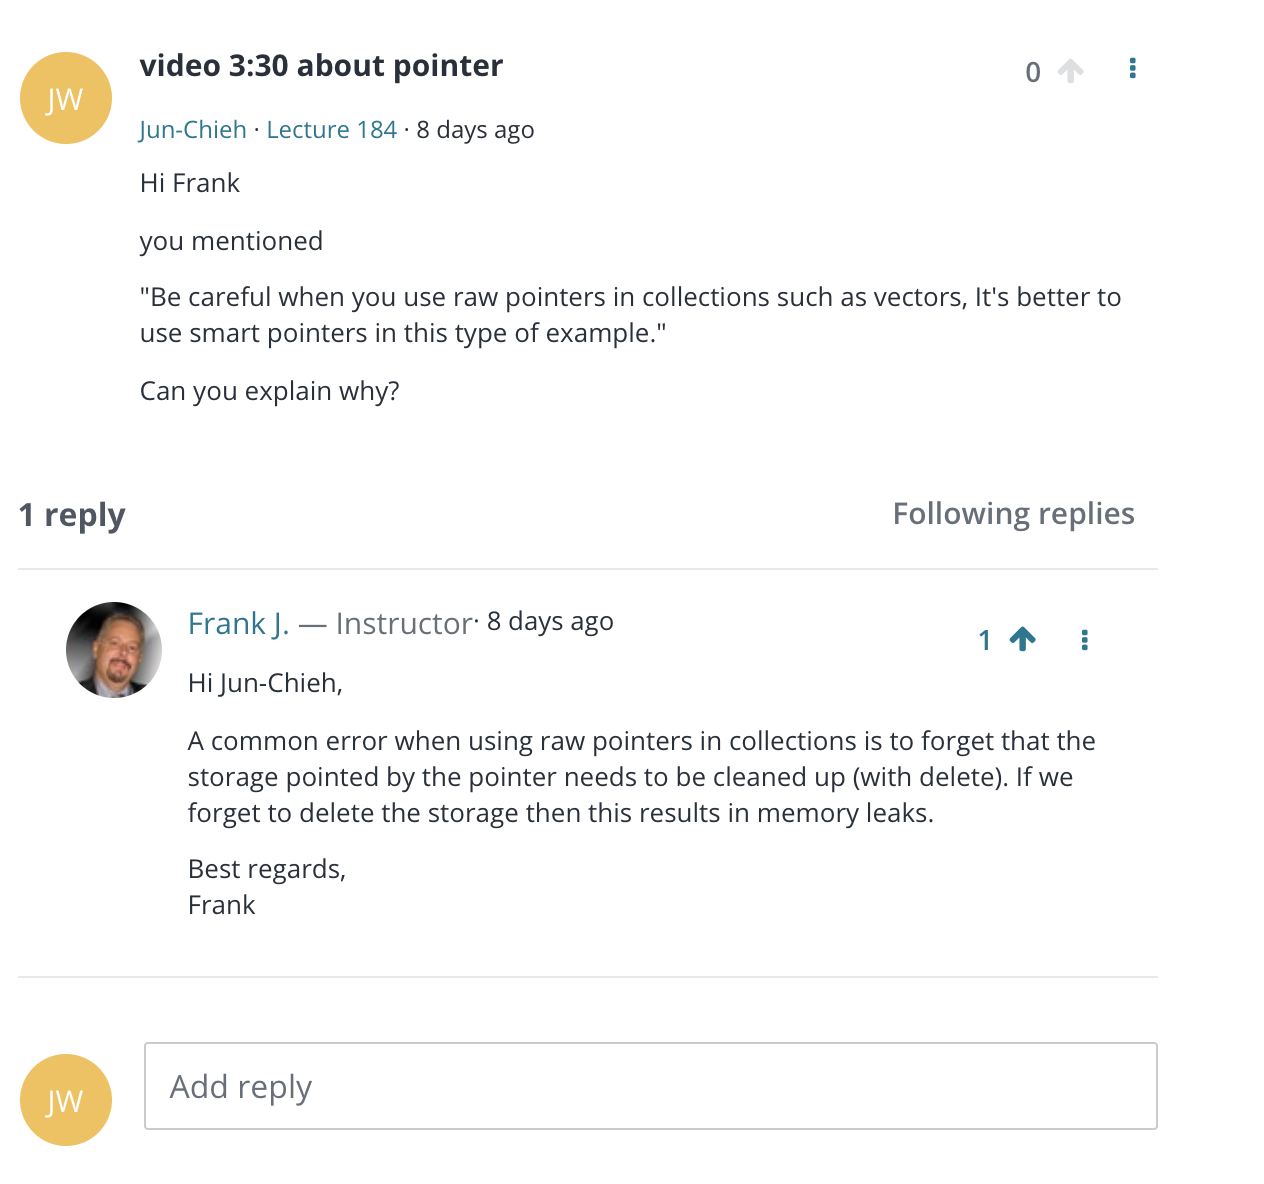 JW
video 3:30 about pointer
0
Jun-Chieh · Lecture 184 · 8 days ago
Hi Frank
you mentioned
"Be careful when you use raw pointers in collections such as vectors, It's better to
use smart pointers in this type of example."
Can you explain why?
1 reply
Following replies
Frank J. — Instructor· 8 days ago
1
Hi Jun-Chieh,
A common error when using raw pointers in collections is to forget that the
storage pointed by the pointer needs to be cleaned up (with delete). If we
forget to delete the storage then this results in memory leaks.
Best regards,
Frank
JW
Add reply